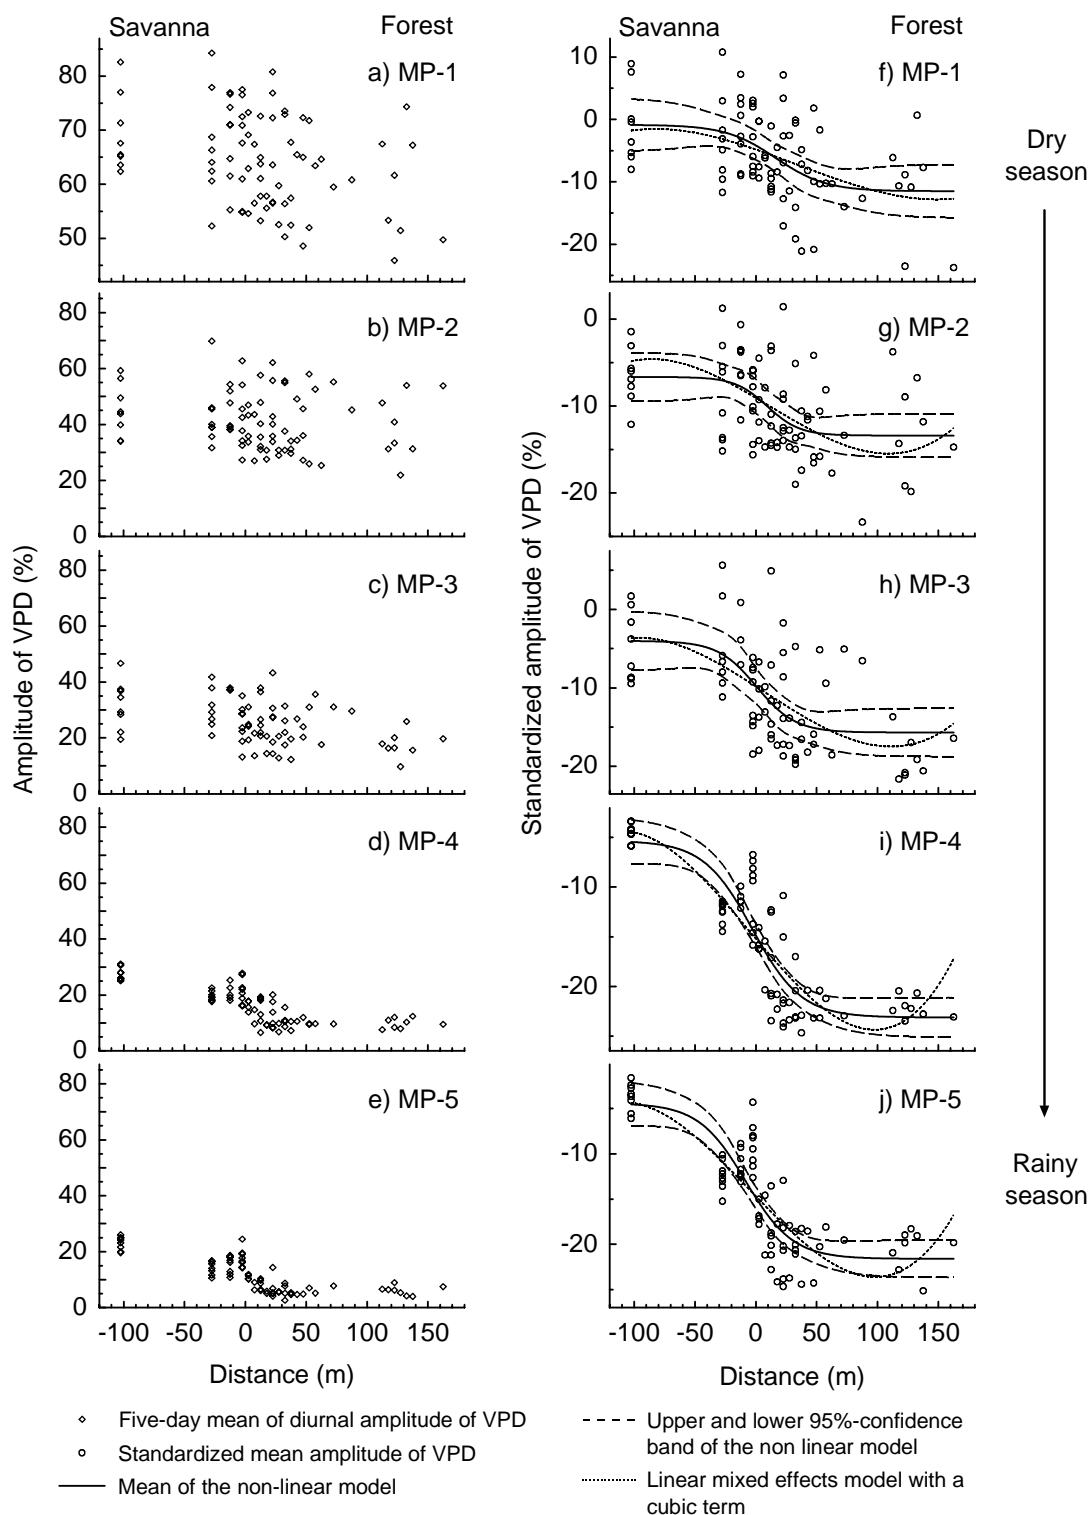 Savanna Forest
a) MP-1
80
70
60
50
b) MP-2
80
60
40
20
0
c) MP-3
80
60
40
20
0
d) MP-4
80
60
40
20
0
e) MP-5
80
60
40
20
0
-100 -50 0 50 100 150
Distance (m)
Amplitude of VPD (%)
Savanna Forest
f) MP-1
10
0
-10
-20
g) MP-2
0
-10
-20
h) MP-3
0
-10
-20
i) MP-4
-10
-20
j) MP-5
-10
-20
-100 -50 0 50 100 150
Distance (m)
Standardized amplitude of VPD (%)
Dry
season
Rainy
season
Five-day mean of diurnal amplitude of VPD
Standardized mean amplitude of VPD
Mean of the non-linear model
Upper and lower 95%-confidence
band of the non linear model
Linear mixed effects model with a
cubic term